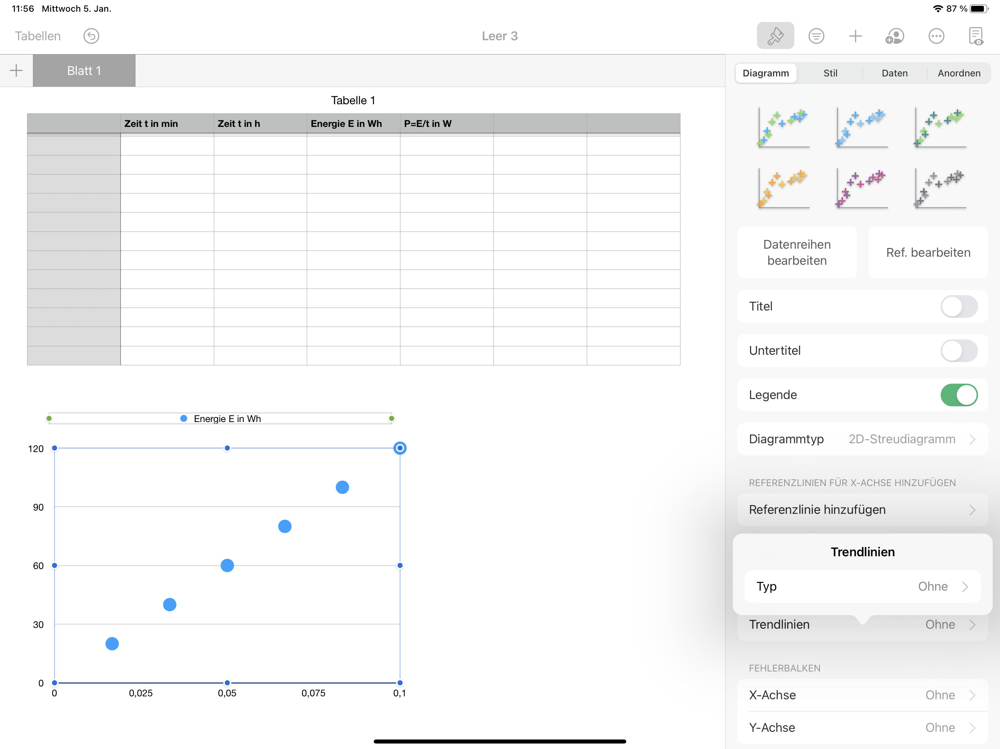 11:56 Mittwoch 5. Jan.
87 %
Tabellen
Leer 3
Blatt 1
Diagramm Stil Daten Anordnen
Tabelle 1
Zeit t in min Zeit t in h Energie E in Wh P=E/t in W
Datenreihen
bearbeiten
Ref. bearbeiten
Titel
Untertitel
Legende
Diagrammtyp 2D-Streudiagramm
REFERENZLINIEN FÜR X-ACHSE HINZUFÜGEN
Referenzlinie hinzufügen
Trendlinien
Typ Ohne
Trendlinien Ohne
FEHLERBALKEN
X-Achse Ohne
Y-Achse Ohne
Energie E in Wh
120
90
60
30
0
0 0,025 0,05 0,075 0,1